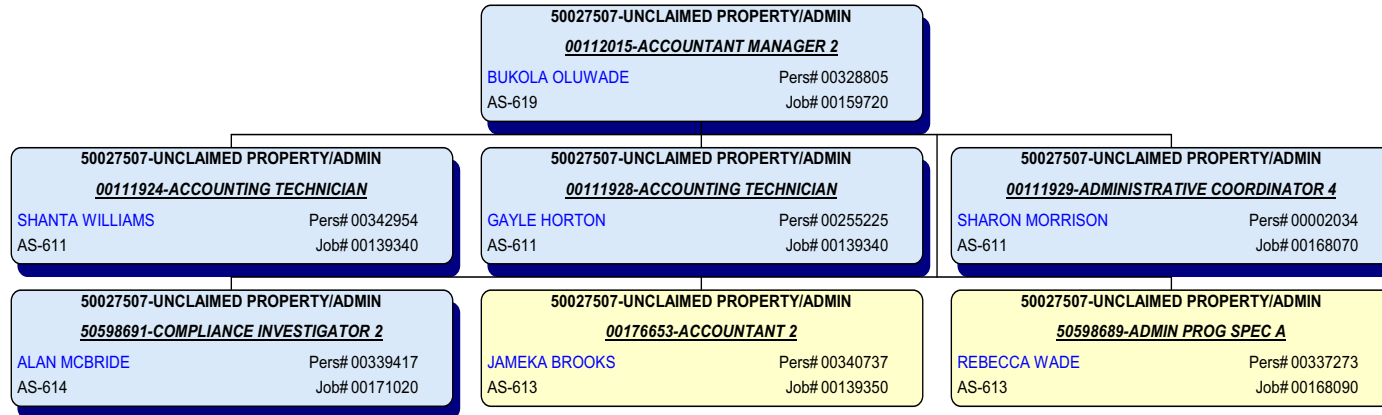 50027507-UNCLAIMED PROPERTY/ADMIN
00112015-ACCOUNTANT MANAGER 2
BUKOLA OLUWADE Pers# 00328805
AS-619 Job# 00159720
50027507-UNCLAIMED PROPERTY/ADMIN
00111924-ACCOUNTING TECHNICIAN
SHANTA WILLIAMS Pers# 00342954
AS-611 Job# 00139340
50027507-UNCLAIMED PROPERTY/ADMIN
00111928-ACCOUNTING TECHNICIAN
GAYLE HORTON Pers# 00255225
AS-611 Job# 00139340
50027507-UNCLAIMED PROPERTY/ADMIN
00111929-ADMINISTRATIVE COORDINATOR 4
SHARON MORRISON Pers# 00002034
AS-611 Job# 00168070
50027507-UNCLAIMED PROPERTY/ADMIN
50598691-COMPLIANCE INVESTIGATOR 2
ALAN MCBRIDE Pers# 00339417
AS-614 Job# 00171020
50027507-UNCLAIMED PROPERTY/ADMIN
00176653-ACCOUNTANT 2
JAMEKA BROOKS Pers# 00340737
AS-613 Job# 00139350
50027507-UNCLAIMED PROPERTY/ADMIN
50598689-ADMIN PROG SPEC A
REBECCA WADE Pers# 00337273
AS-613 Job# 00168090